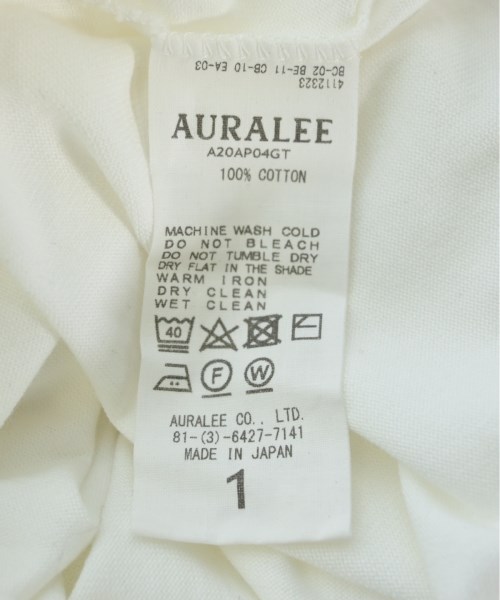 4112323
BC-02 BE-11 CB-10 EA-03
AURALEE
A20AP04GT
100% COTTON
MACHINE WASH COLD
DO NOT BLEACH
DO NOT TUMBLE DRY
DRY FLAT IN THE SHADE
WARM IRON
DRY CLEAN
WET CLEAN
40
F W
AURALEE CO., LTD.
81-(3)-6427-7141
MADE IN JAPAN
1